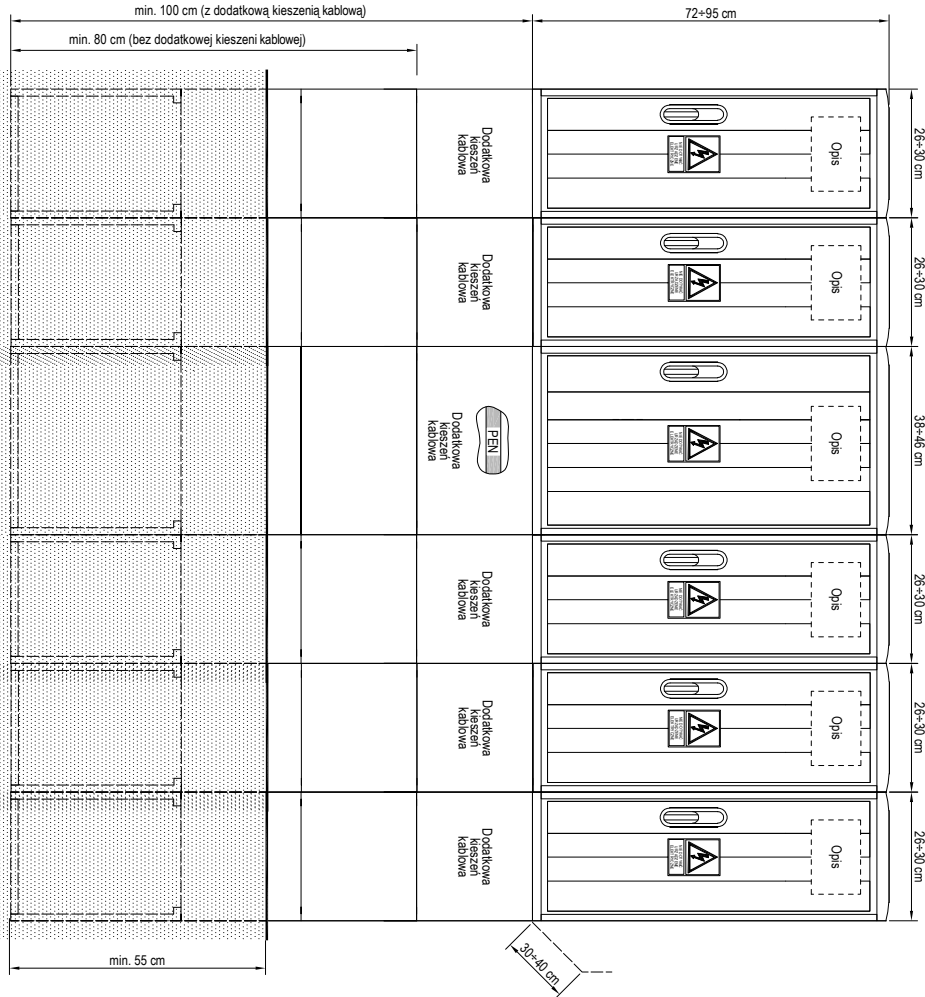 min. 100 cm (z dodatkową kieszenią kablową)
72÷95 cm
min. 80 cm (bez dodatkowej kieszeni kablowej)
26÷30 cm
Dodatkowa
kieszeń
kablowa
Opis
26÷30 cm
Dodatkowa
kieszeń
kablowa
Opis
38÷46 cm
PEN
Dodatkowa
kieszeń
kablowa
Opis
26÷30 cm
Dodatkowa
kieszeń
kablowa
Opis
26÷30 cm
Dodatkowa
kieszeń
kablowa
Opis
26÷30 cm
Dodatkowa
kieszeń
kablowa
Opis
min. 55 cm
30÷40 cm